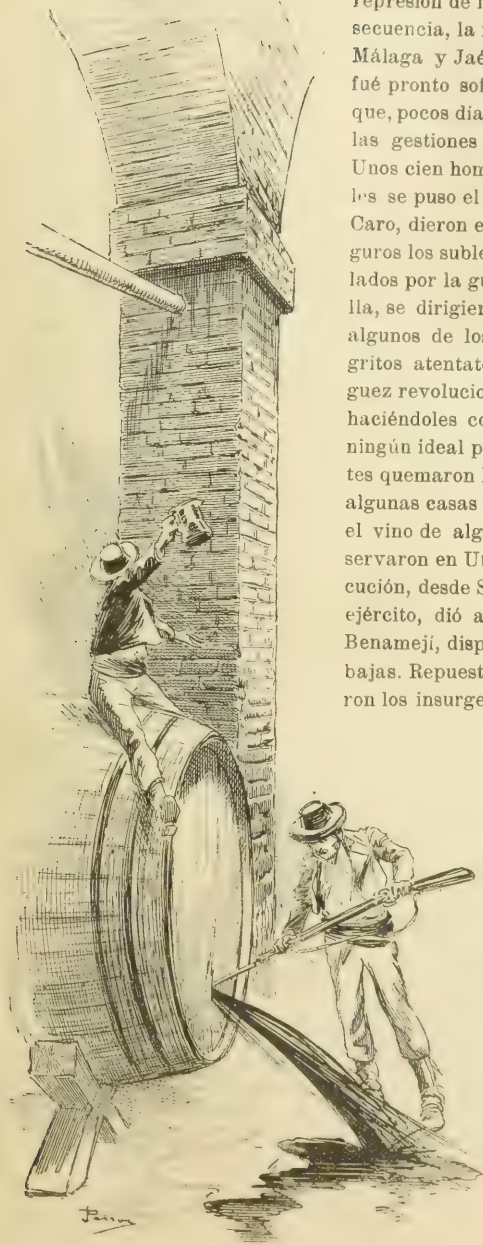 represión de l
secuencia, la
Málaga y Jaé
fué pronto sof
que, pocos día
las gestiones
Unos cien hom
les se puso el
Caro, dieron e
guros los suble
lados por la gu
lla, se dirigier
algunos de los
gritos atentato
guez revolucio
haciéndoles co
ningún ideal p
tes quemaron
algunas casas
el vino de alg
servaron en Ut
cución, desde S
ejército, dió a
Benamejí, disp
bajas. Repuest
ron los insurge